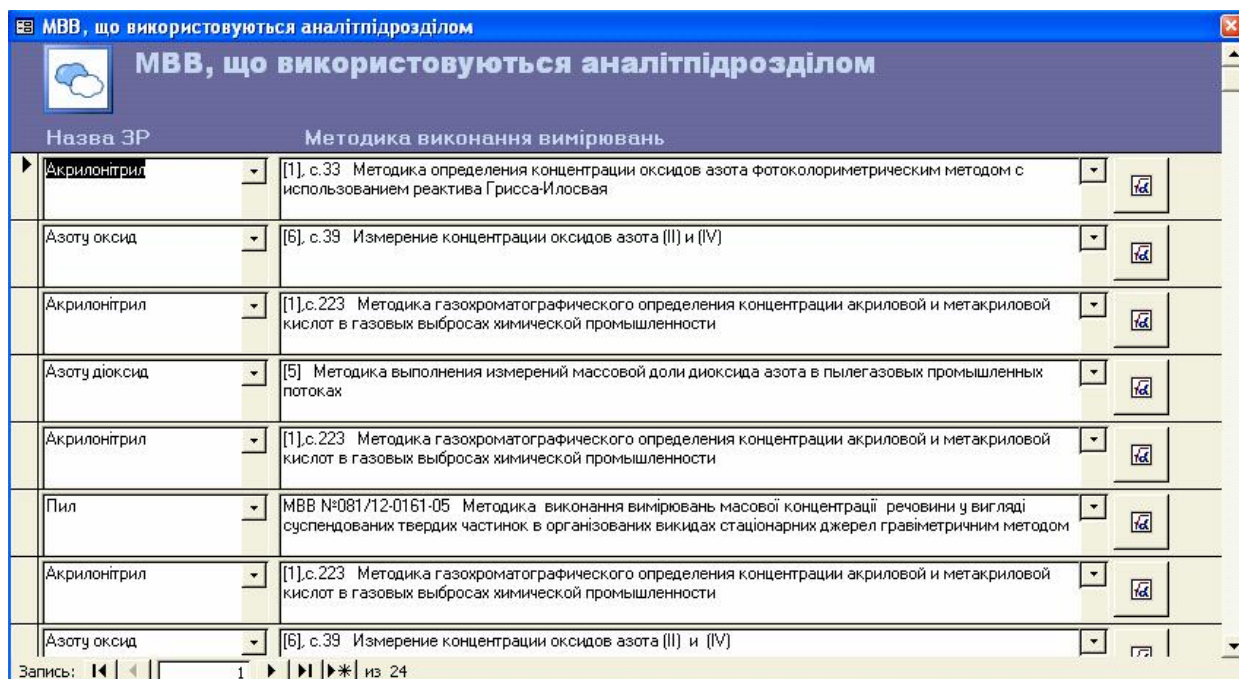 МВВ, що використовуються аналітпідрозділом
МВВ, що використовуються аналітпідрозділом
Назва ЗР Методика виконання вимірювань
Акрилонітрил [1], с.33 Методика определения концентрации оксидов азота фотоколориметрическим методом с
использованием реактива Грисса-Илосвая
Азоту оксид [6], с.39 Измерение концентрации оксидов азота (II) и (IV)
Акрилонітрил [1],с.223 Методика газохроматографического определения концентрации акриловой и метакриловой
кислот в газовых выбросах химической промышленности
Азоту діоксид [5] Методика выполнения измерений массовой доли диоксида азота в пылегазовых промышленных
потоках
Акрилонітрил [1],с.223 Методика газохроматографического определения концентрации акриловой и метакриловой
кислот в газовых выбросах химической промышленности
Пил МВВ №081/12-0161-05 Методика виконання вимірювань масової концентрації речовини у вигляді
суспендованих твердих частинок в організованих викидах стаціонарних джерел гравіметричним методом
Акрилонітрил [1],с.223 Методика газохроматографического определения концентрации акриловой и метакриловой
кислот в газовых выбросах химической промышленности
Азоту оксид [6], с.39 Измерение концентрации оксидов азота (II) и (IV)
Запись: 1 из 24